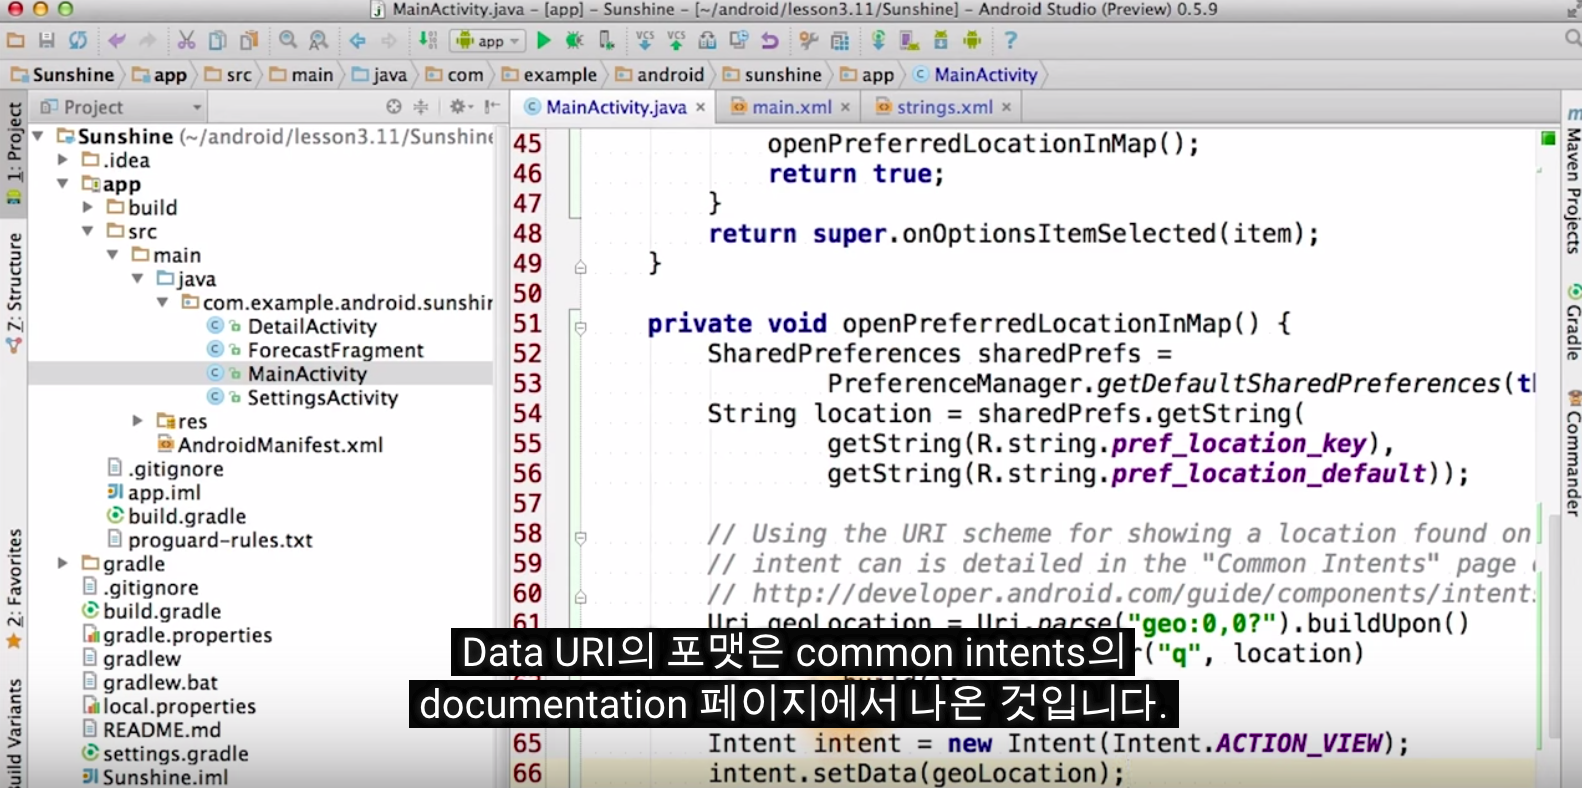 MainActivity.java - [app] - Sunshine - [~/android/lesson3.11/Sunshine] - Android Studio (Preview) 0.5.9
VCS VCS
app
Sunshine app src main java com example android sunshine app MainActivity
Project
MainActivity.java main.xml strings.xml
1: Project
Z: Structure
2: Favorites
Build Variants
Sunshine (~/android/lesson3.11/Sunshine
.idea
app
build
src
main
java
com.example.android.sunshin
DetailActivity
ForecastFragment
MainActivity
SettingsActivity
res
AndroidManifest.xml
.gitignore
app.iml
build.gradle
proguard-rules.txt
gradle
.gitignore
build.gradle
gradle.properties
gradlew
gradlew.bat
local.properties
README.md
settings.gradle
Sunshine.iml
45 openPreferredLocationInMap();
46 return true;
47 }
48 return super.onOptionsItemSelected(item);
49 }
50
51 private void openPreferredLocationInMap() {
52 SharedPreferences sharedPrefs =
53 PreferenceManager.getDefaultSharedPreferences(th
54 String location = sharedPrefs.getString(
55 getString(R.string.pref_location_key),
56 getString(R.string.pref_location_default));
57
58 // Using the URI scheme for showing a location found on
59 // intent can is detailed in the "Common Intents" page
60 // http://developer.android.com/guide/components/intents
61 Uri geoLocation = Uri.parse("geo:0,0?").buildUpon()
("q", location)
build();
Data URI의 포맷은 common intents의
documentation 페이지에서 나온 것입니다.
65 Intent intent = new Intent(Intent.ACTION_VIEW);
66 intent.setData(geoLocation);
Maven Projects
Gradle
Commander